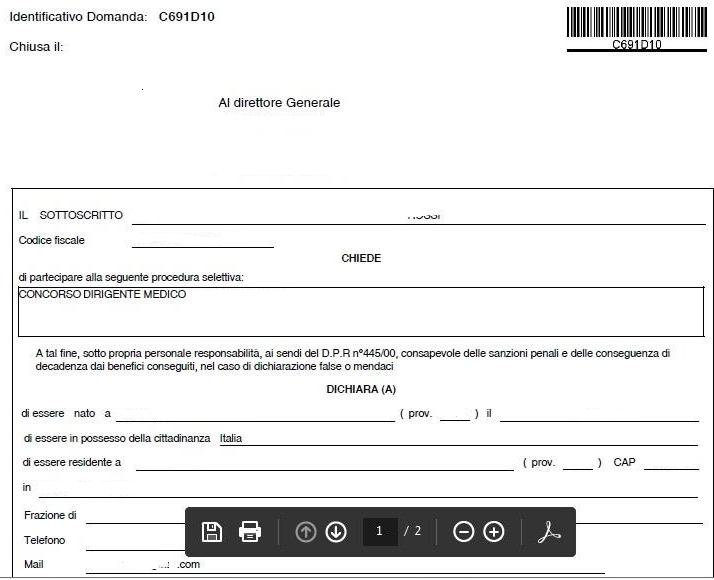 Identificativo Domanda: C691D10
C691D10
Chiusa il:
Al direttore Generale
IL SOTTOSCRITTO
Codice fiscale
CHIEDE
di partecipare alla seguente procedura selettiva:
CONCORSO DIRIGENTE MEDICO
A tal fine, sotto propria personale responsabilità, ai sendi del D.P.R n°445/00, consapevole delle sanzioni penali e delle conseguenza di
decadenza dai benefici conseguiti, nel caso di dichiarazione false o mendaci
DICHIARA (A)
di essere nato a ( prov. ) il
di essere in possesso della cittadinanza Italia
di essere residente a ( prov. ) CAP
in
Frazione di
1 / 2
Telefono
Mail .com